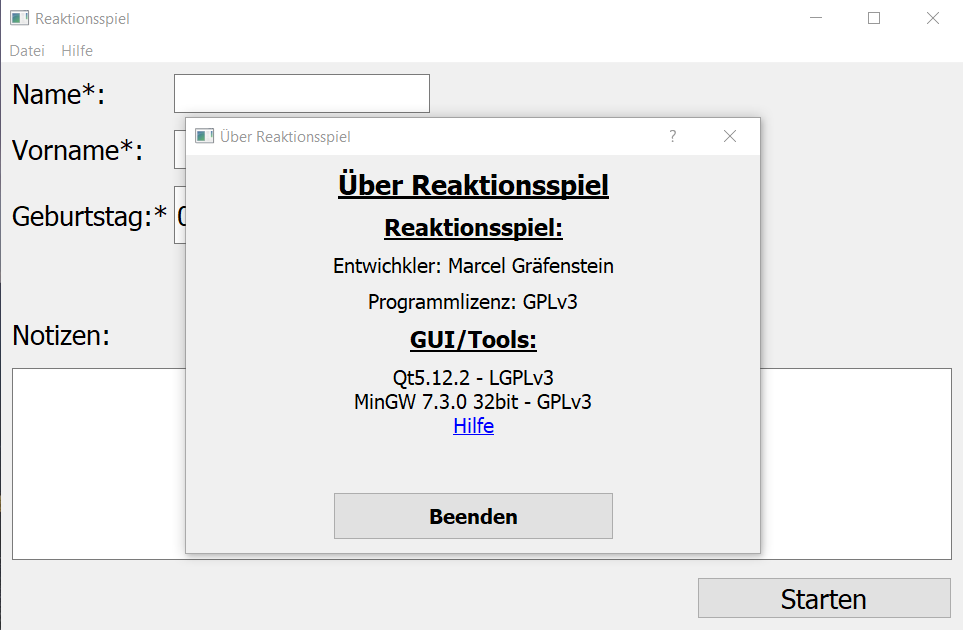 Reaktionsspiel
Datei Hilfe
Name*:
Vorname*:
Geburtstag:* 0
Notizen:
Über Reaktionsspiel ?
Über Reaktionsspiel
Reaktionsspiel:
Entwichkler: Marcel Gräfenstein
Programmlizenz: GPLv3
GUI/Tools:
Qt5.12.2 - LGPLv3
MinGW 7.3.0 32bit - GPLv3
Hilfe
Beenden
Starten